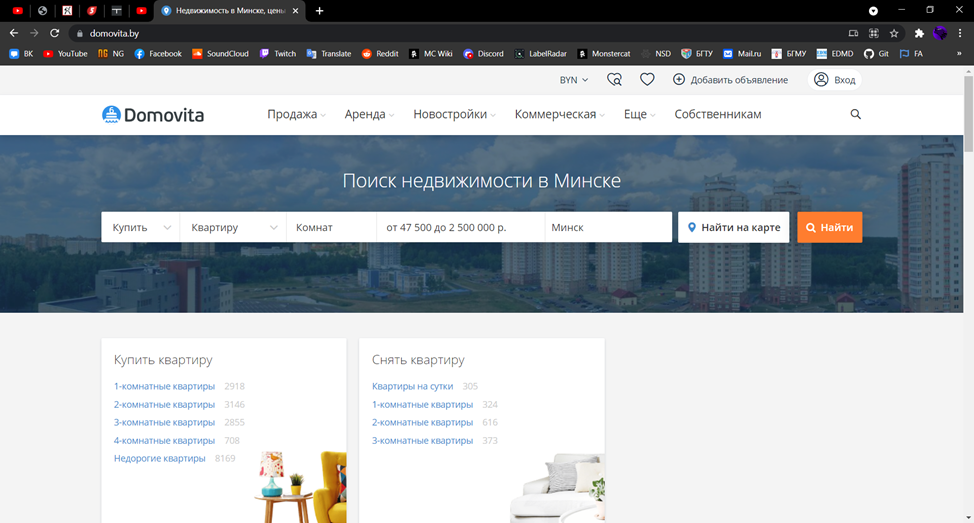 Недвижимость в Минске, цены
domovita.by
ВК YouTube NG Facebook SoundCloud Twitch Translate Reddit MC Wiki Discord LabelRadar Monstercat NSD БГТУ Mail.ru БГМУ EDMD Git FA »
BYN Добавить объявление Вход
Domovita Продажа Аренда Новостройки Коммерческая Еще Собственникам
Поиск недвижимости в Минске
Купить Квартиру Комнат от 47 500 до 2 500 000 р. Минск Найти на карте Найти
Купить квартиру
1-комнатные квартиры 2918
2-комнатные квартиры 3146
3-комнатные квартиры 2855
4-комнатные квартиры 708
Недорогие квартиры 8169
Снять квартиру
Квартиры на сутки 305
1-комнатные квартиры 324
2-комнатные квартиры 616
3-комнатные квартиры 373